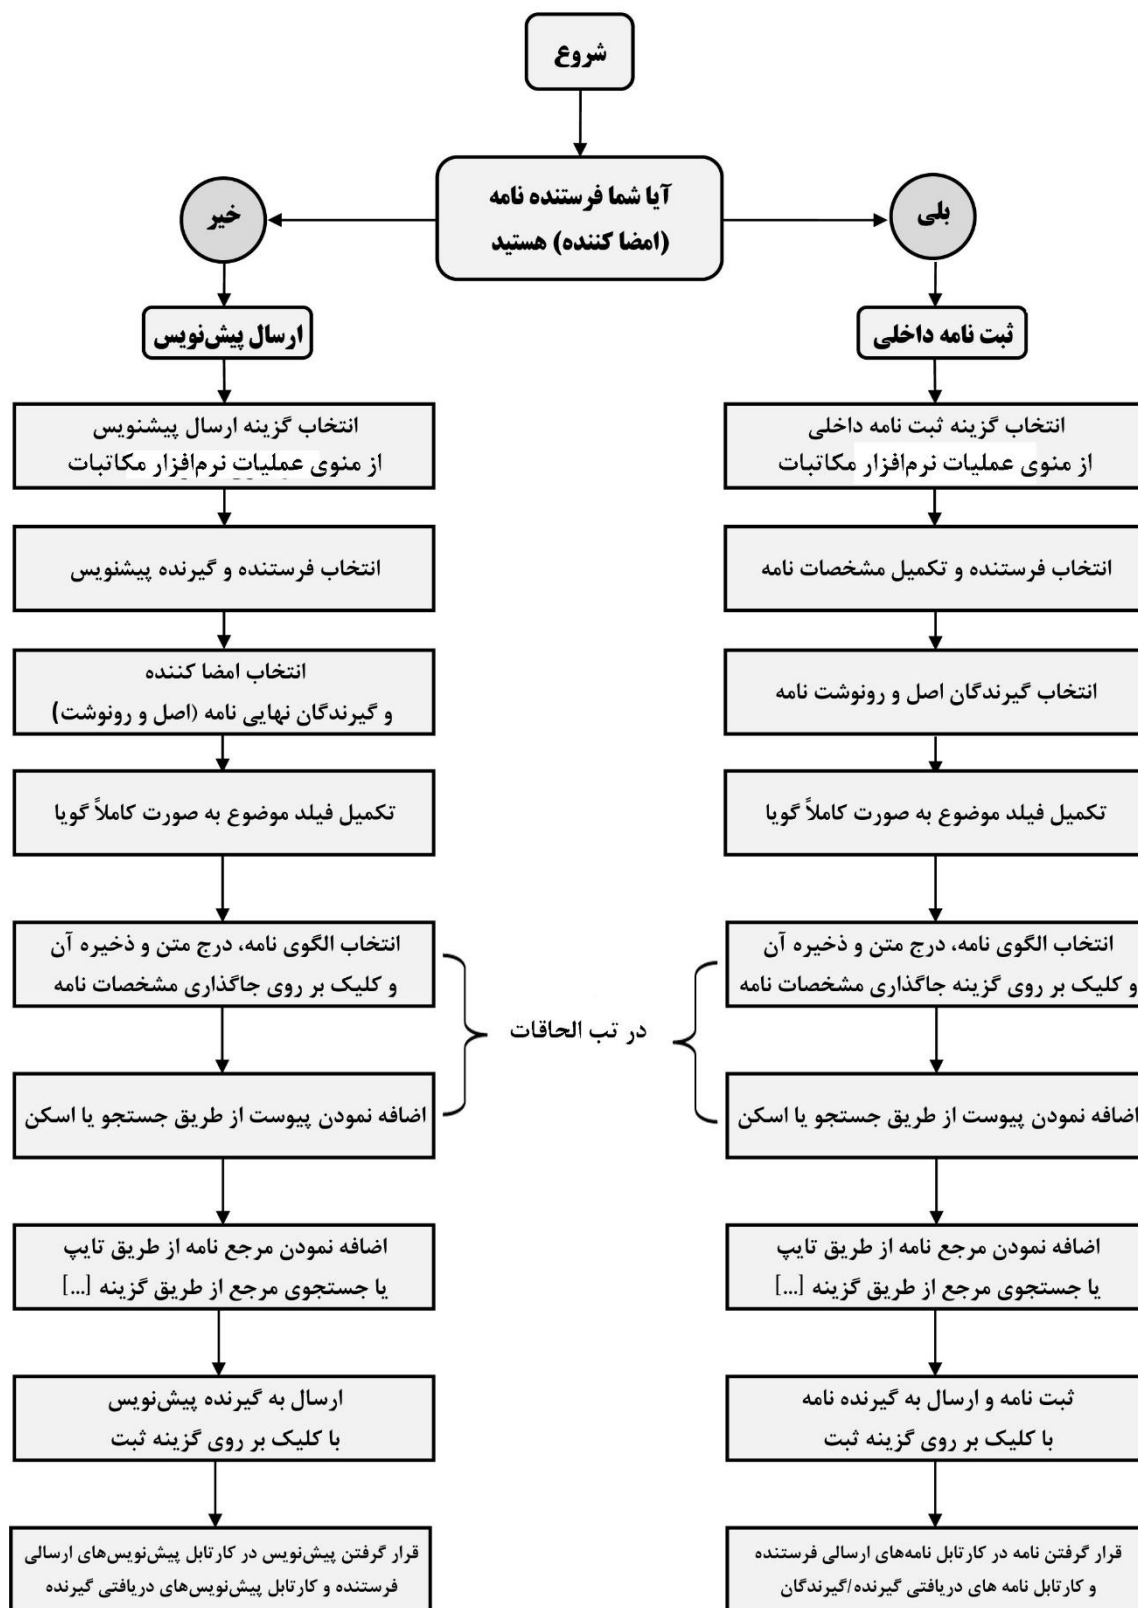 شروع
آیا شما فرستنده نامه
(امضا کننده) هستید
بلی
خیر
ثبت نامه داخلی
انتخاب گزینه ثبت نامه داخلی
از منوی عملیات نرم‌افزار مکاتبات
انتخاب فرستنده و تکمیل مشخصات نامه
انتخاب گیرندگان اصل و رونوشت نامه
تکمیل فیلد موضوع به صورت کاملاً گویا
انتخاب الگوی نامه، درج متن و ذخیره آن
و کلیک بر روی گزینه جاگذاری مشخصات نامه
اضافه نمودن پیوست از طریق جستجو یا اسکن
اضافه نمودن مرجع نامه از طریق تایپ
یا جستجوی مرجع از طریق گزینه [...]
ثبت نامه و ارسال به گیرنده نامه
با کلیک بر روی گزینه ثبت
قرار گرفتن نامه در کارتابل نامه‌های ارسالی فرستنده
و کارتابل نامه های دریافتی گیرنده/گیرندگان
در تب الحاقات
ارسال پیش‌نویس
انتخاب گزینه ارسال پیشنویس
از منوی عملیات نرم‌افزار مکاتبات
انتخاب فرستنده و گیرنده پیشنویس
انتخاب امضا کننده
و گیرندگان نهایی نامه (اصل و رونوشت)
تکمیل فیلد موضوع به صورت کاملاً گویا
انتخاب الگوی نامه، درج متن و ذخیره آن
و کلیک بر روی جاگذاری مشخصات نامه
اضافه نمودن پیوست از طریق جستجو یا اسکن
اضافه نمودن مرجع نامه از طریق تایپ
یا جستجوی مرجع از طریق گزینه [...]
ارسال به گیرنده پیش‌نویس
با کلیک بر روی گزینه ثبت
قرار گرفتن پیش‌نویس در کارتابل پیش‌نویس‌های ارسالی
فرستنده و کارتابل پیش‌نویس‌های دریافتی گیرنده